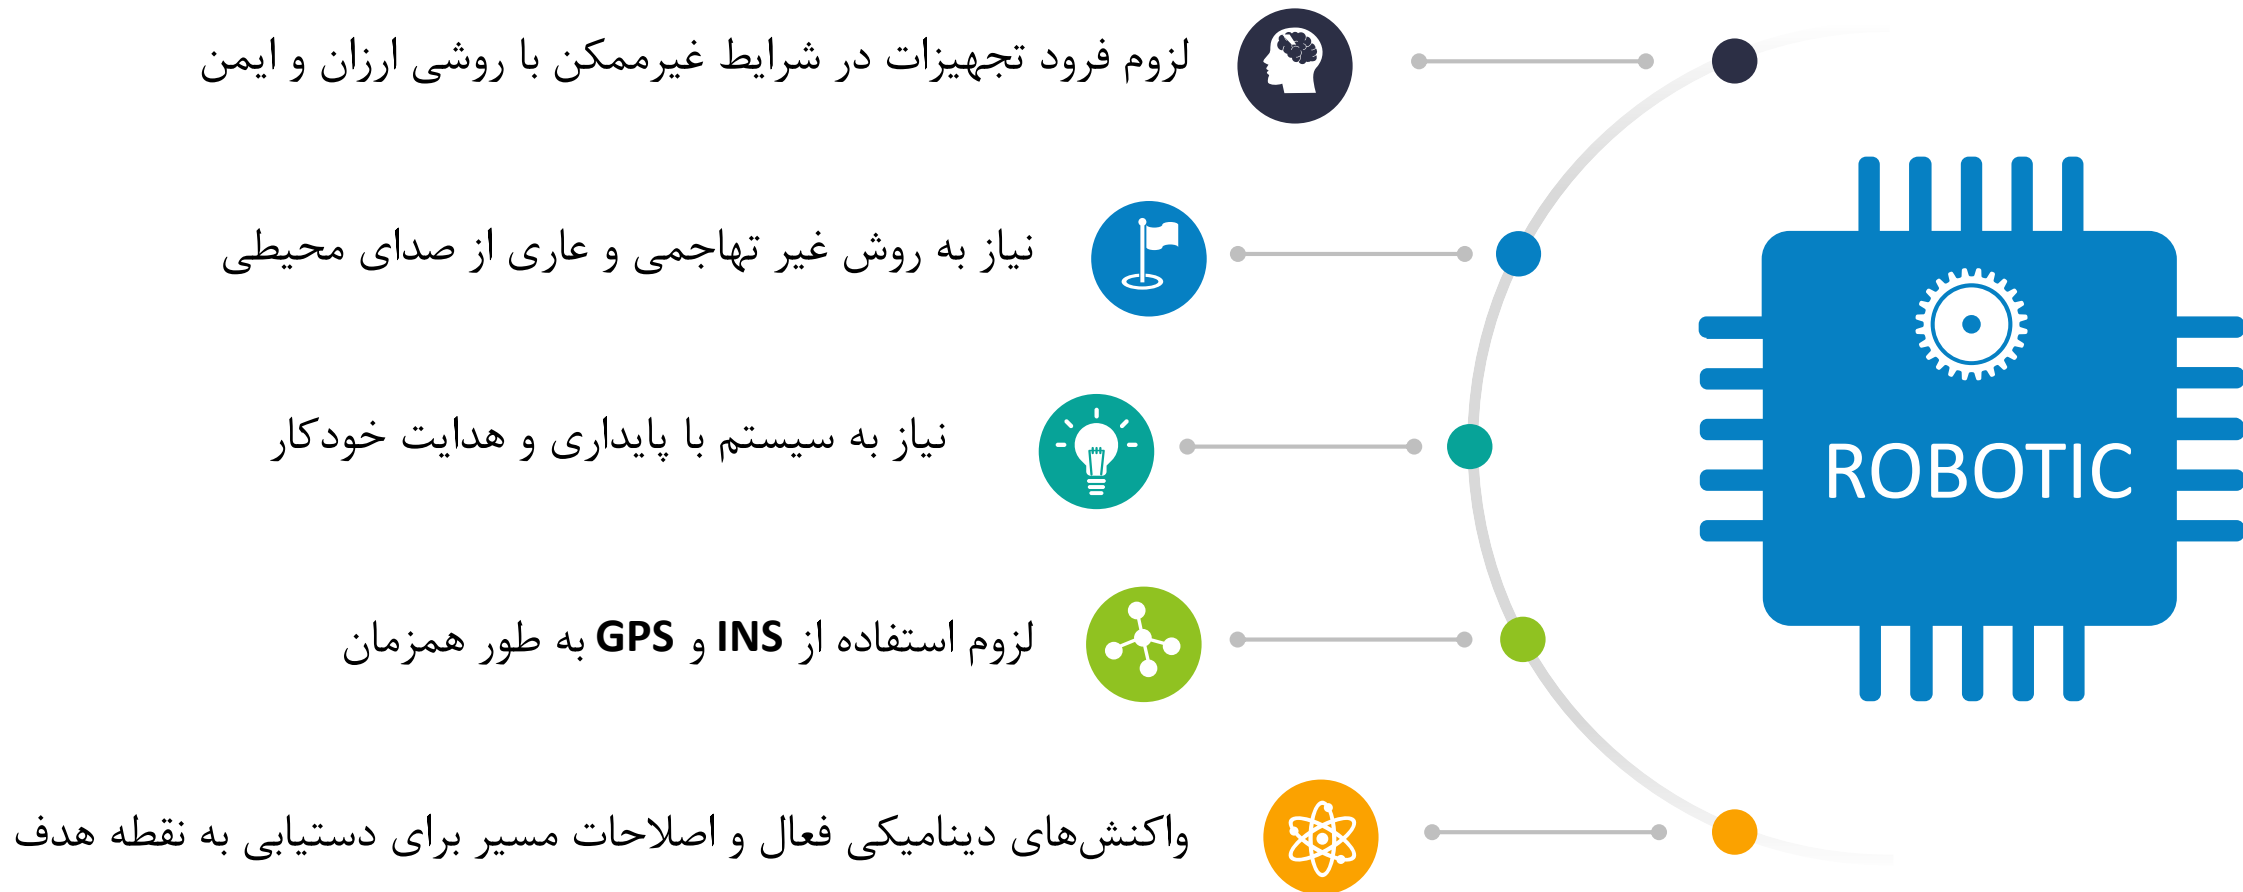 لزوم فرود تجهیزات در شرایط غیرممکن با روشی ارزان و ایمن
نیاز به روش غیر تهاجمی و عاری از صدای محیطی
نیاز به سیستم با پایداری و هدایت خودکار
لزوم استفاده از INS و GPS به طور همزمان
واکنش‌های دینامیکی فعال و اصلاحات مسیر برای دستیابی به نقطه هدف
ROBOTIC